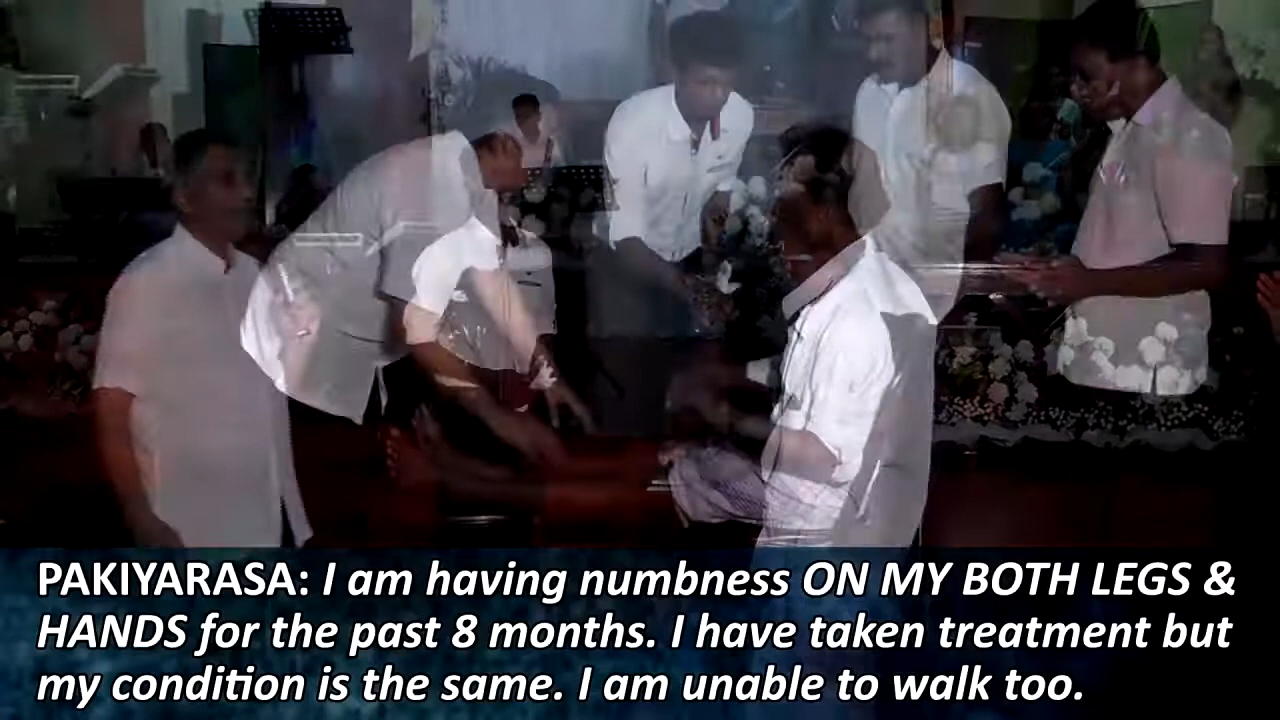 PAKIYARASA: I am having numbness ON MY BOTH LEGS &
HANDS for the past 8 months. I have taken treatment but
my condition is the same. I am unable to walk too.